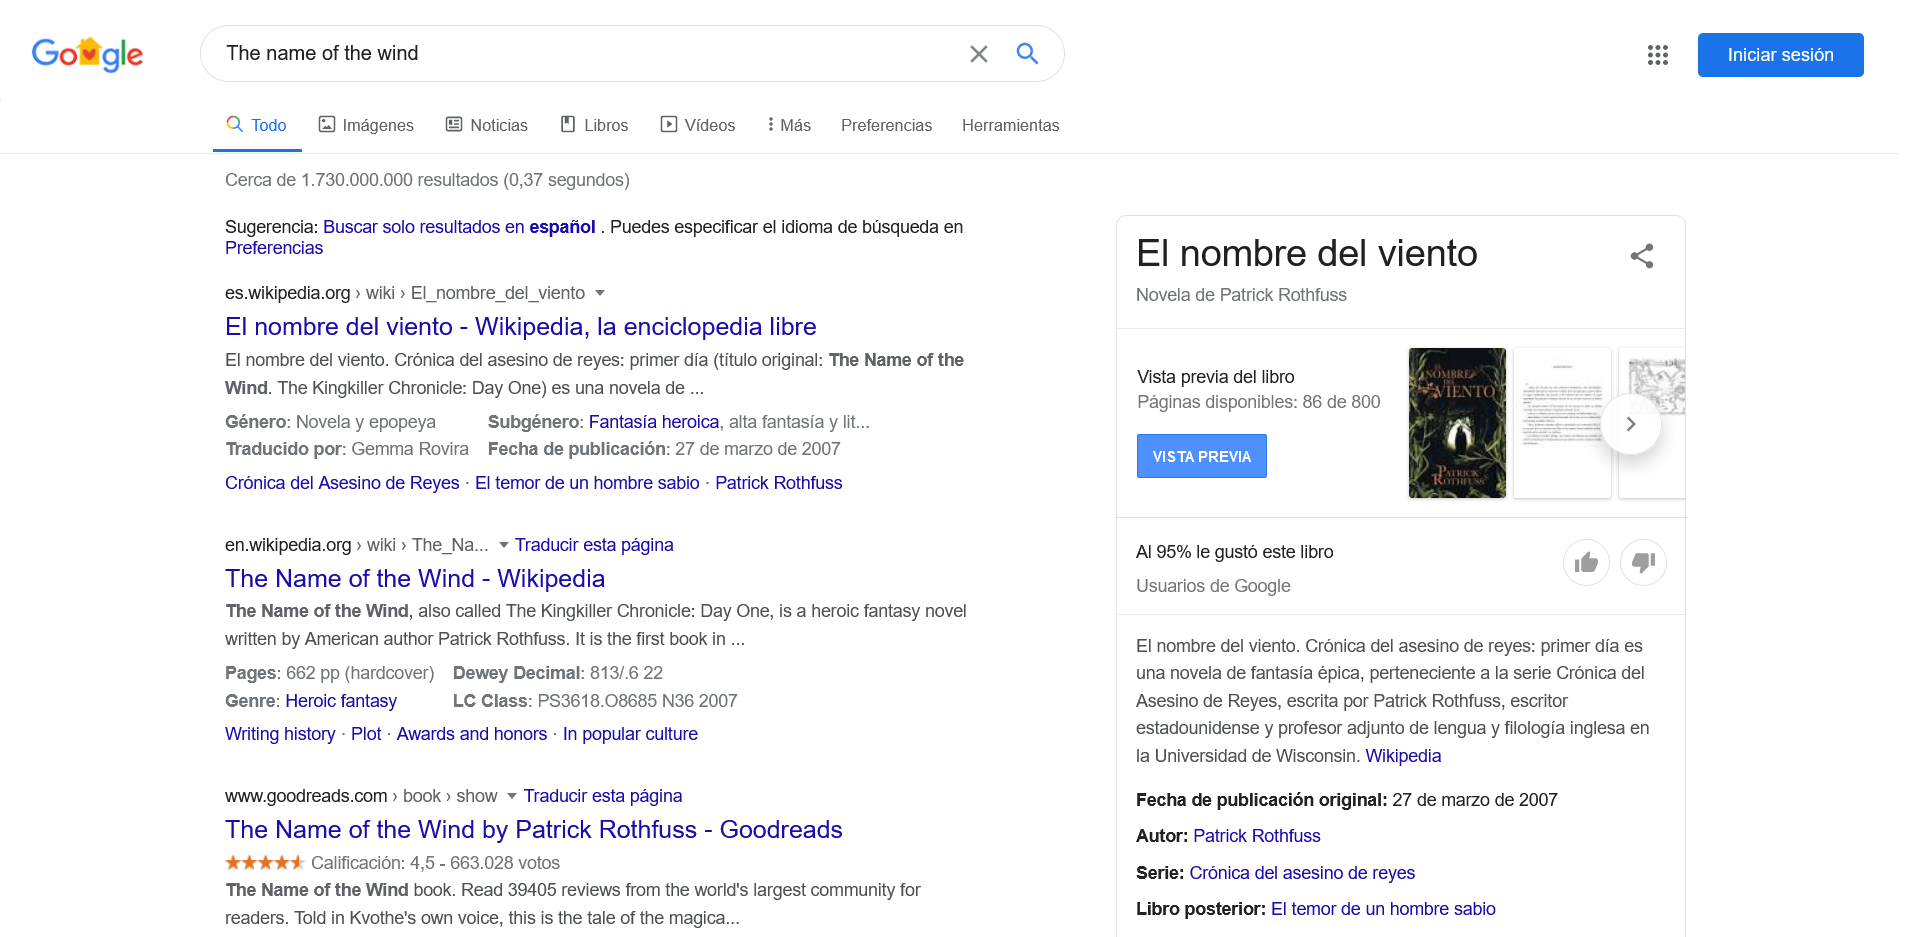 Google
The name of the wind
Iniciar sesión
Todo
Imágenes
Noticias
Libros
Vídeos
Más
Preferencias
Herramientas
Cerca de 1.730.000.000 resultados (0,37 segundos)
Sugerencia: Buscar solo resultados en español . Puedes especificar el idioma de búsqueda en
Preferencias
es.wikipedia.org › wiki › El_nombre_del_viento
El nombre del viento - Wikipedia, la enciclopedia libre
El nombre del viento. Crónica del asesino de reyes: primer día (título original: The Name of the
Wind. The Kingkiller Chronicle: Day One) es una novela de ...
Género: Novela y epopeya Subgénero: Fantasía heroica, alta fantasía y lit...
Traducido por: Gemma Rovira Fecha de publicación: 27 de marzo de 2007
Crónica del Asesino de Reyes · El temor de un hombre sabio · Patrick Rothfuss
en.wikipedia.org › wiki › The_Na... Traducir esta página
The Name of the Wind - Wikipedia
The Name of the Wind, also called The Kingkiller Chronicle: Day One, is a heroic fantasy novel
written by American author Patrick Rothfuss. It is the first book in ...
Pages: 662 pp (hardcover) Dewey Decimal: 813/.6 22
Genre: Heroic fantasy LC Class: PS3618.O8685 N36 2007
Writing history · Plot · Awards and honors · In popular culture
www.goodreads.com › book › show Traducir esta página
The Name of the Wind by Patrick Rothfuss - Goodreads
Calificación: 4,5 - 663.028 votos
The Name of the Wind book. Read 39405 reviews from the world's largest community for
readers. Told in Kvothe's own voice, this is the tale of the magica...
El nombre del viento
Novela de Patrick Rothfuss
Vista previa del libro
Páginas disponibles: 86 de 800
VISTA PREVIA
NOMBRE
DEL
VIENTO
PATRICK
ROTHFUSS
Al 95% le gustó este libro
Usuarios de Google
El nombre del viento. Crónica del asesino de reyes: primer día es
una novela de fantasía épica, perteneciente a la serie Crónica del
Asesino de Reyes, escrita por Patrick Rothfuss, escritor
estadounidense y profesor adjunto de lengua y filología inglesa en
la Universidad de Wisconsin. Wikipedia
Fecha de publicación original: 27 de marzo de 2007
Autor: Patrick Rothfuss
Serie: Crónica del asesino de reyes
Libro posterior: El temor de un hombre sabio